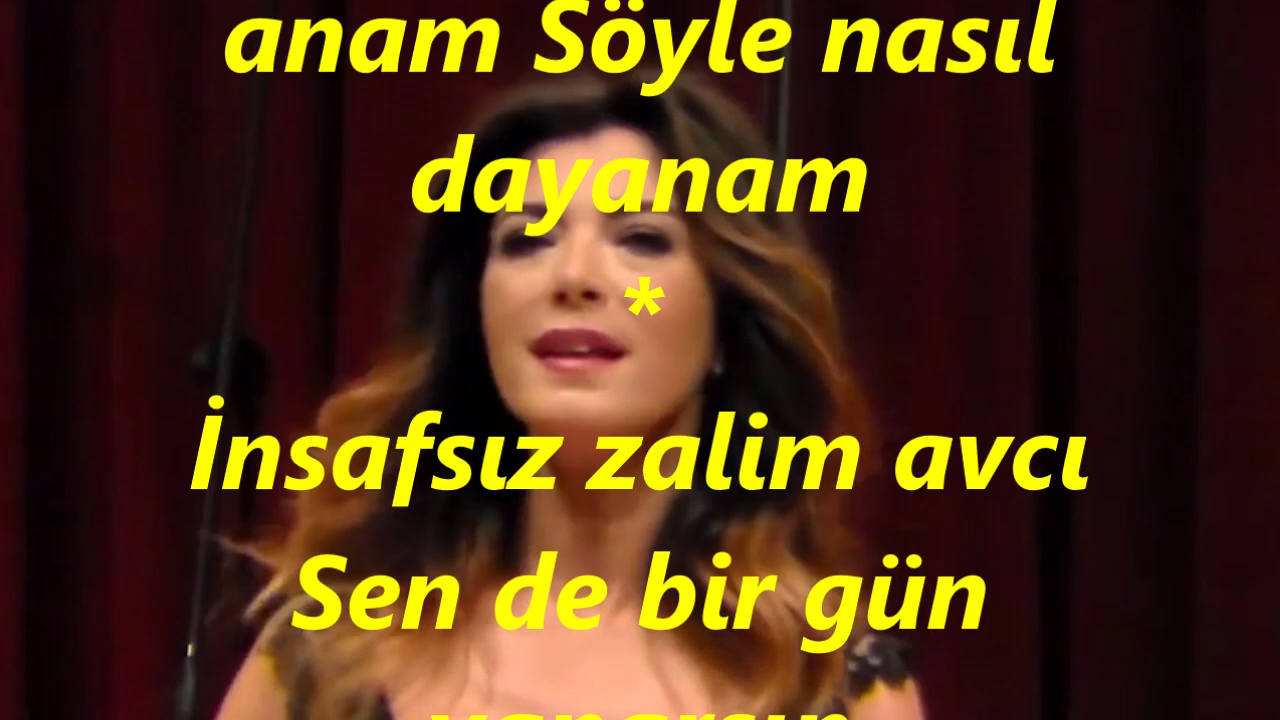 anam Söyle nasıl
dayanam
*
İnsafsız zalim avcı
Sen de bir gün